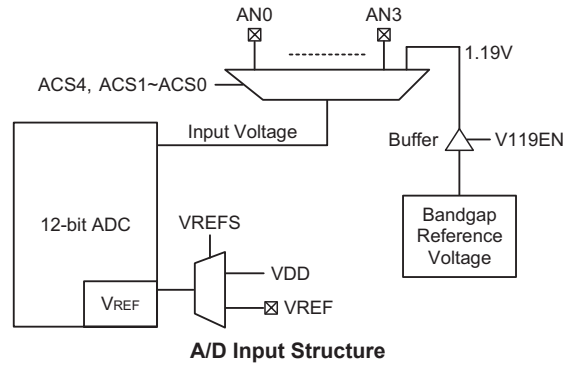 AN0 AN3
1.19V
ACS4, ACS1~ACS0
Input Voltage
Buffer V119EN
12-bit ADC
VREFS
Bandgap
Reference
Voltage
VDD
VREF
VREF
A/D Input Structure